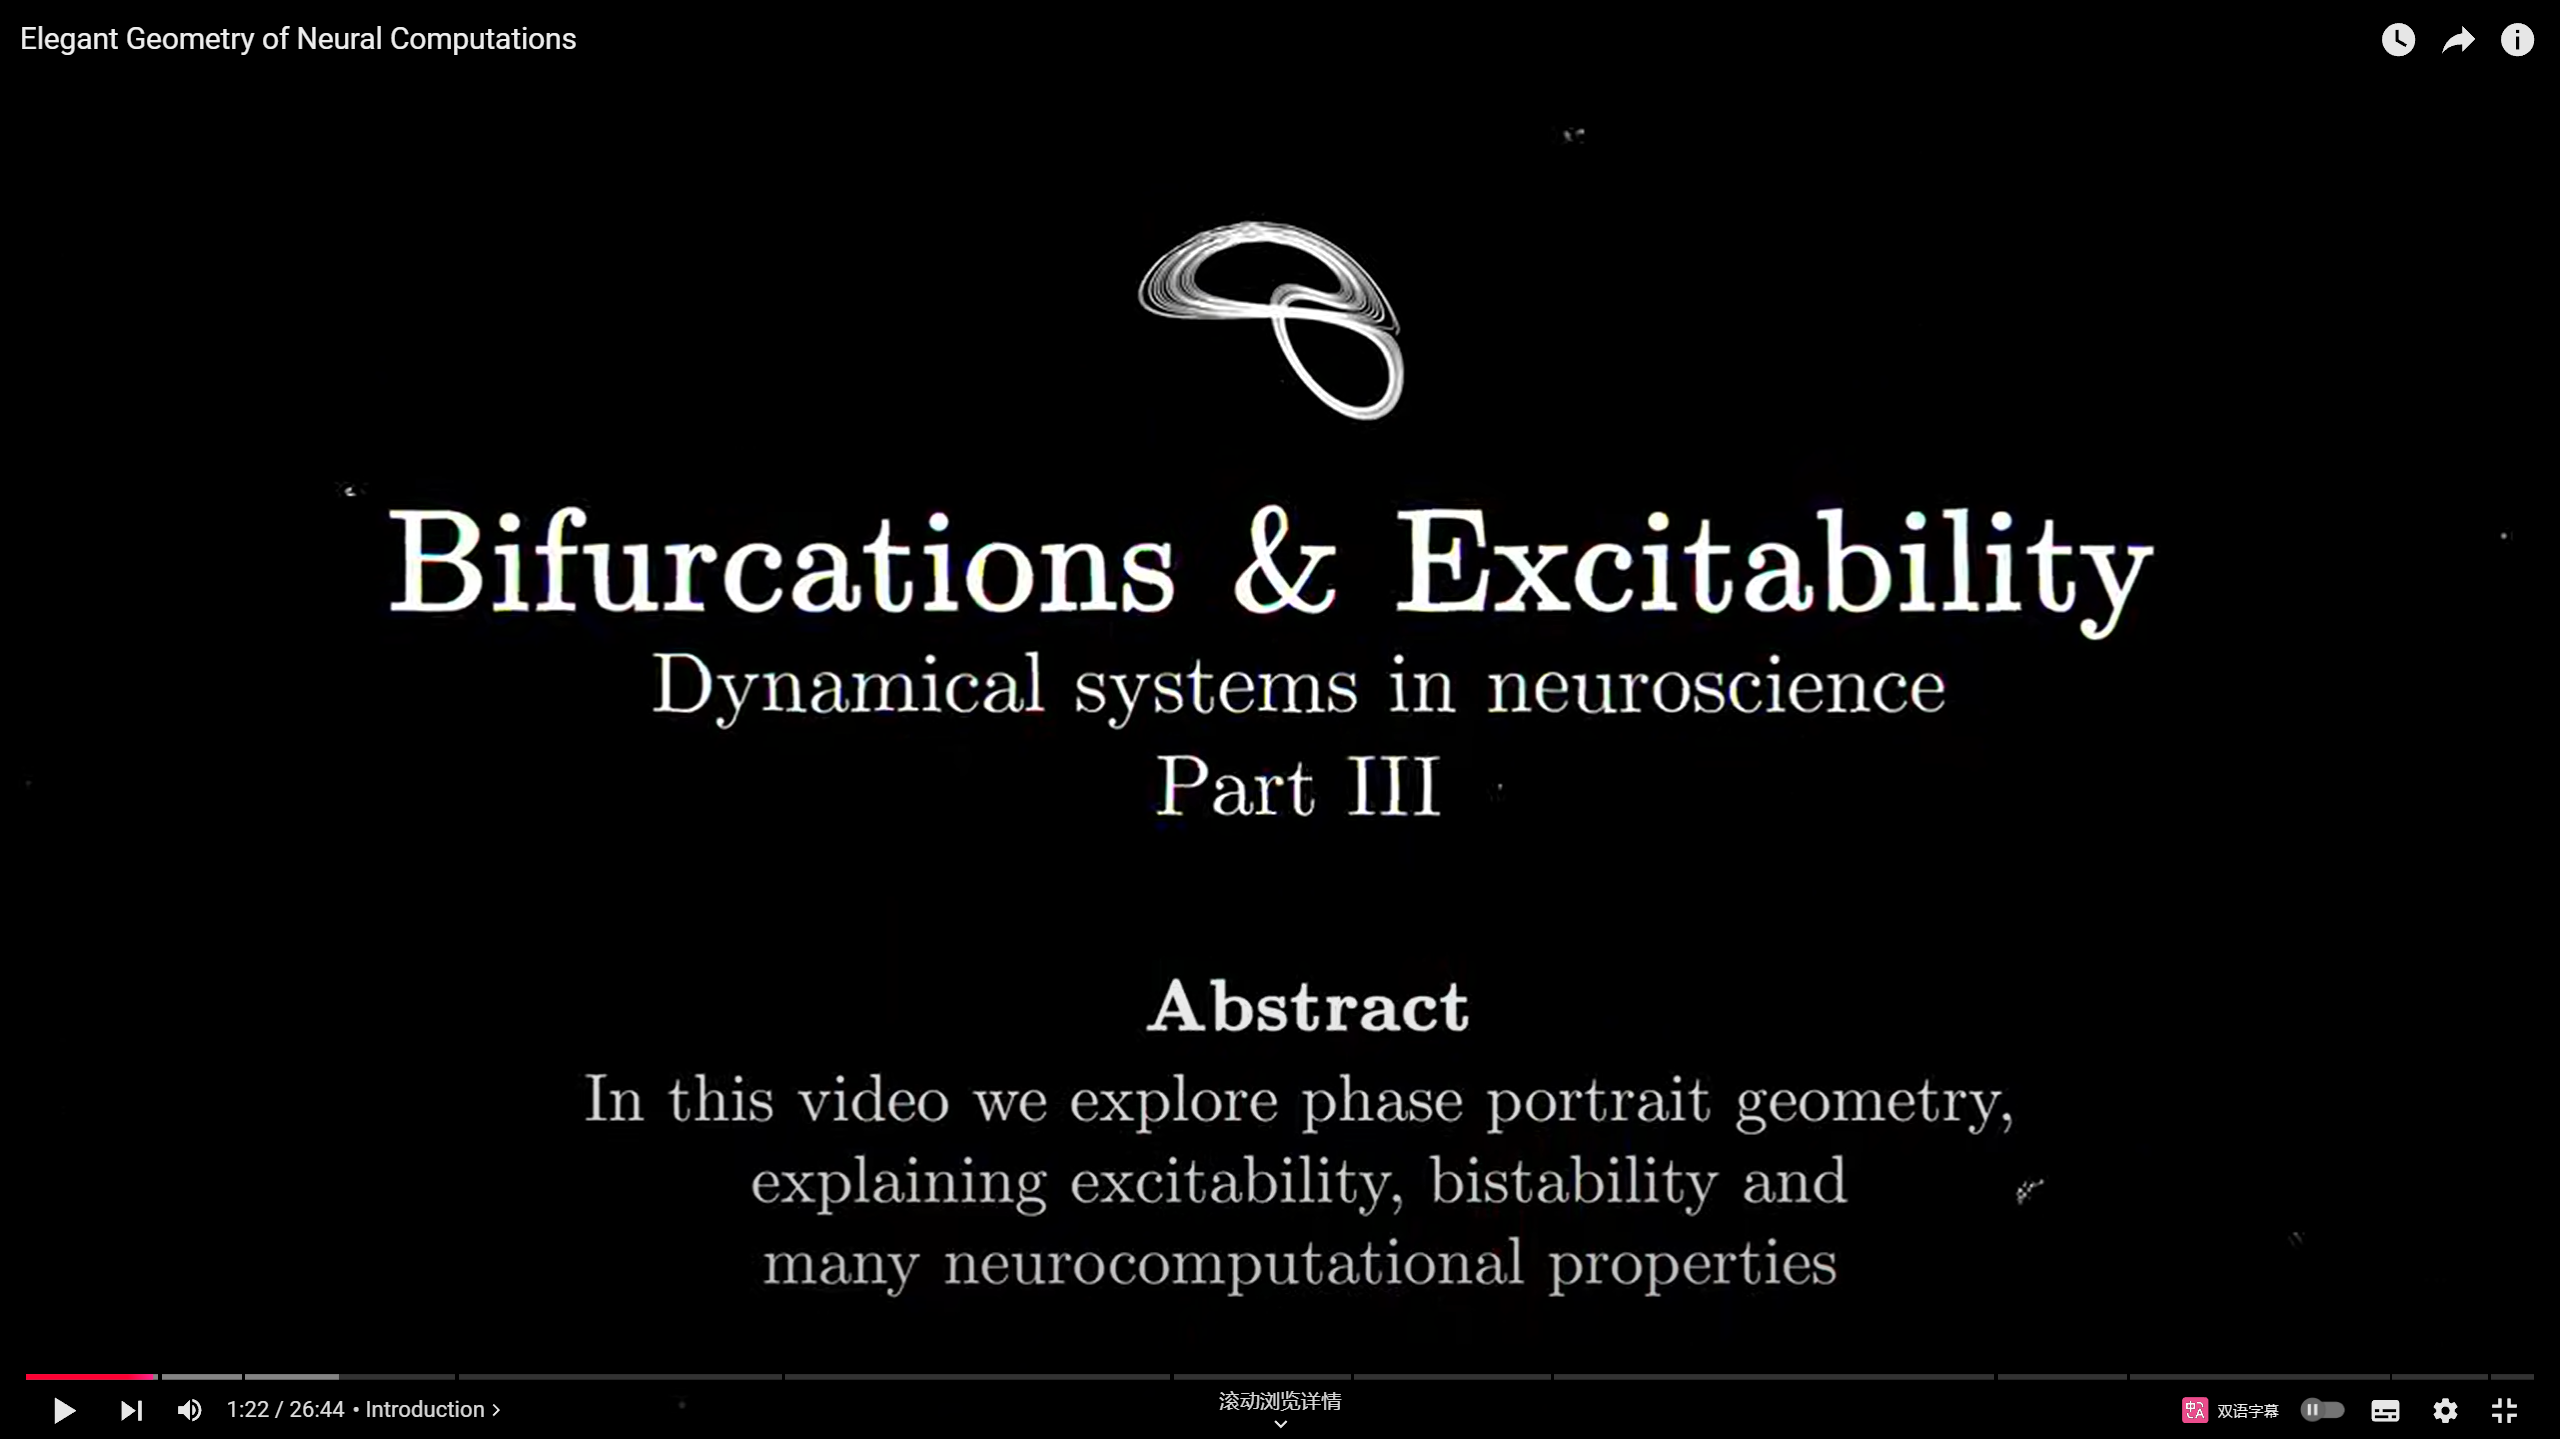 Elegant Geometry of Neural Computations
Bifurcations & Excitability
Dynamical systems in neuroscience
Part III
Abstract
In this video we explore phase portrait geometry,
explaining excitability, bistability and
many neurocomputational properties
1:22 / 26:44 • Introduction
滚动浏览详情
双语字幕